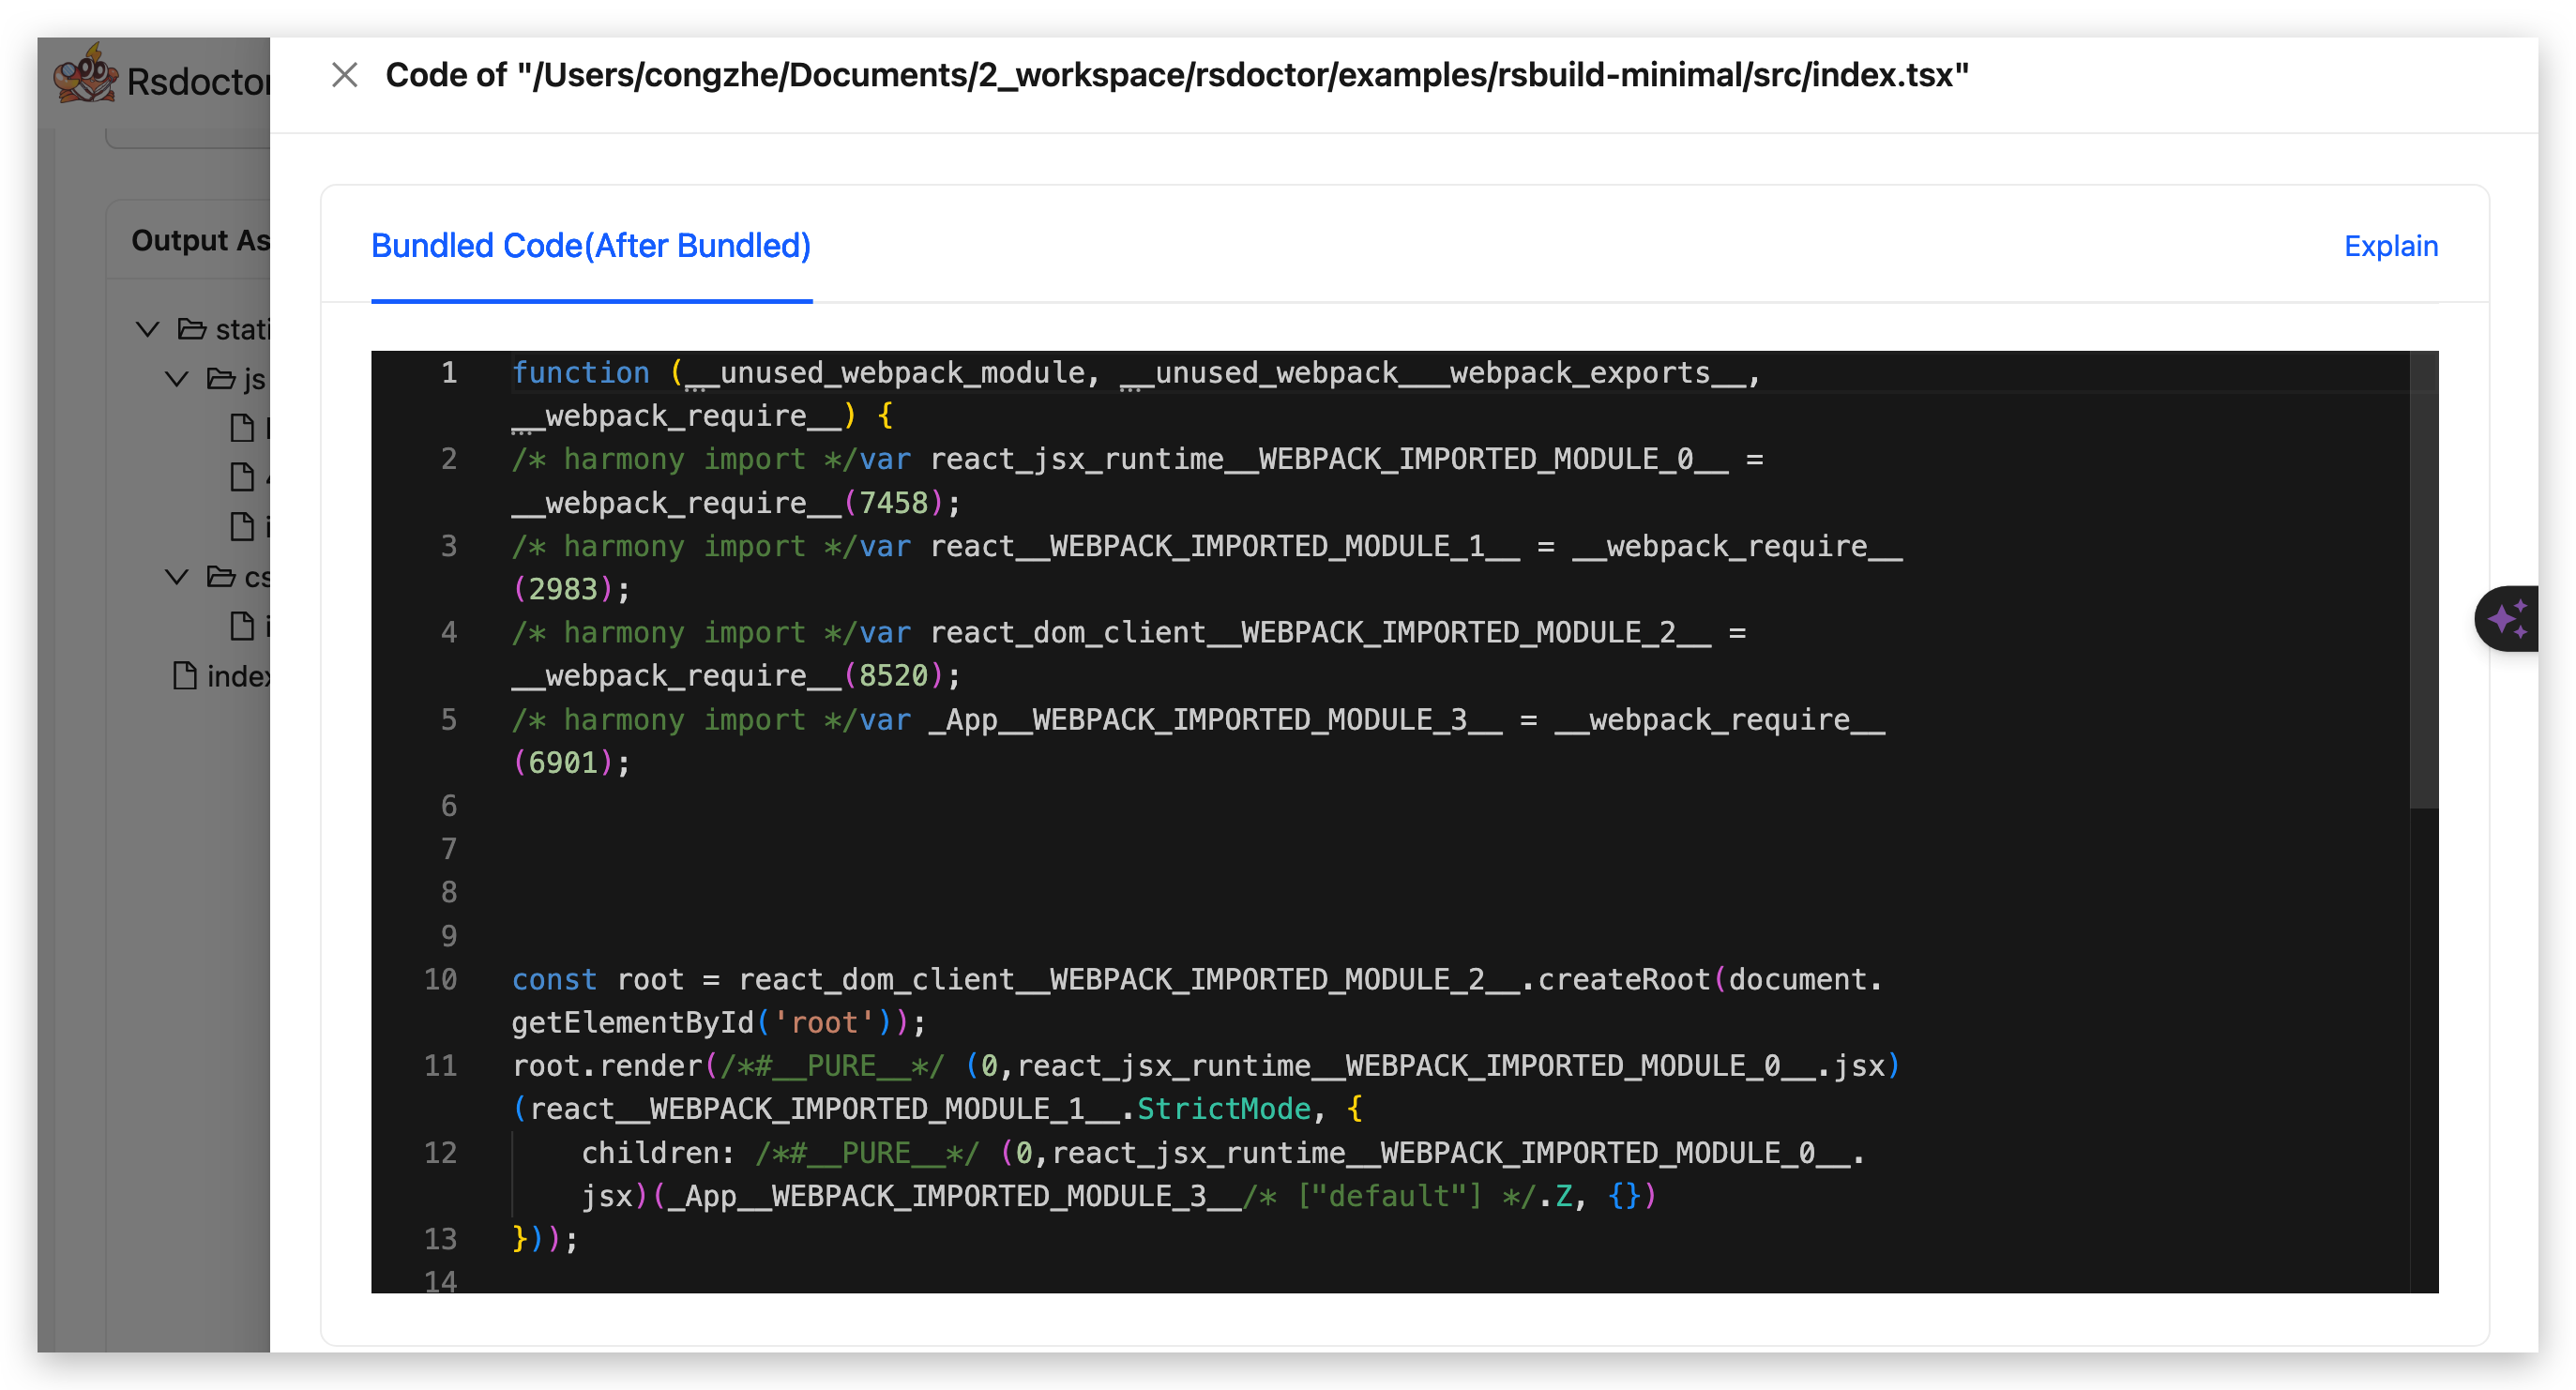 Rsdoctor
Code of "/Users/congzhe/Documents/2_workspace/rsdoctor/examples/rsbuild-minimal/src/index.tsx"
Output As
stati
js
cs
index
Bundled Code(After Bundled)
Explain
1 function (__unused_webpack_module, __unused_webpack___webpack_exports__,
__webpack_require__) {
2 /* harmony import */var react_jsx_runtime__WEBPACK_IMPORTED_MODULE_0__ =
__webpack_require__(7458);
3 /* harmony import */var react__WEBPACK_IMPORTED_MODULE_1__ = __webpack_require__
(2983);
4 /* harmony import */var react_dom_client__WEBPACK_IMPORTED_MODULE_2__ =
__webpack_require__(8520);
5 /* harmony import */var _App__WEBPACK_IMPORTED_MODULE_3__ = __webpack_require__
(6901);
6
7
8
9
10 const root = react_dom_client__WEBPACK_IMPORTED_MODULE_2__.createRoot(document.
getElementById('root'));
11 root.render(/*#__PURE__*/ (0,react_jsx_runtime__WEBPACK_IMPORTED_MODULE_0__.jsx)
(react__WEBPACK_IMPORTED_MODULE_1__.StrictMode, {
12 children: /*#__PURE__*/ (0,react_jsx_runtime__WEBPACK_IMPORTED_MODULE_0__.
jsx)(_App__WEBPACK_IMPORTED_MODULE_3__/* ["default"] */.Z, {})
13 }));
14